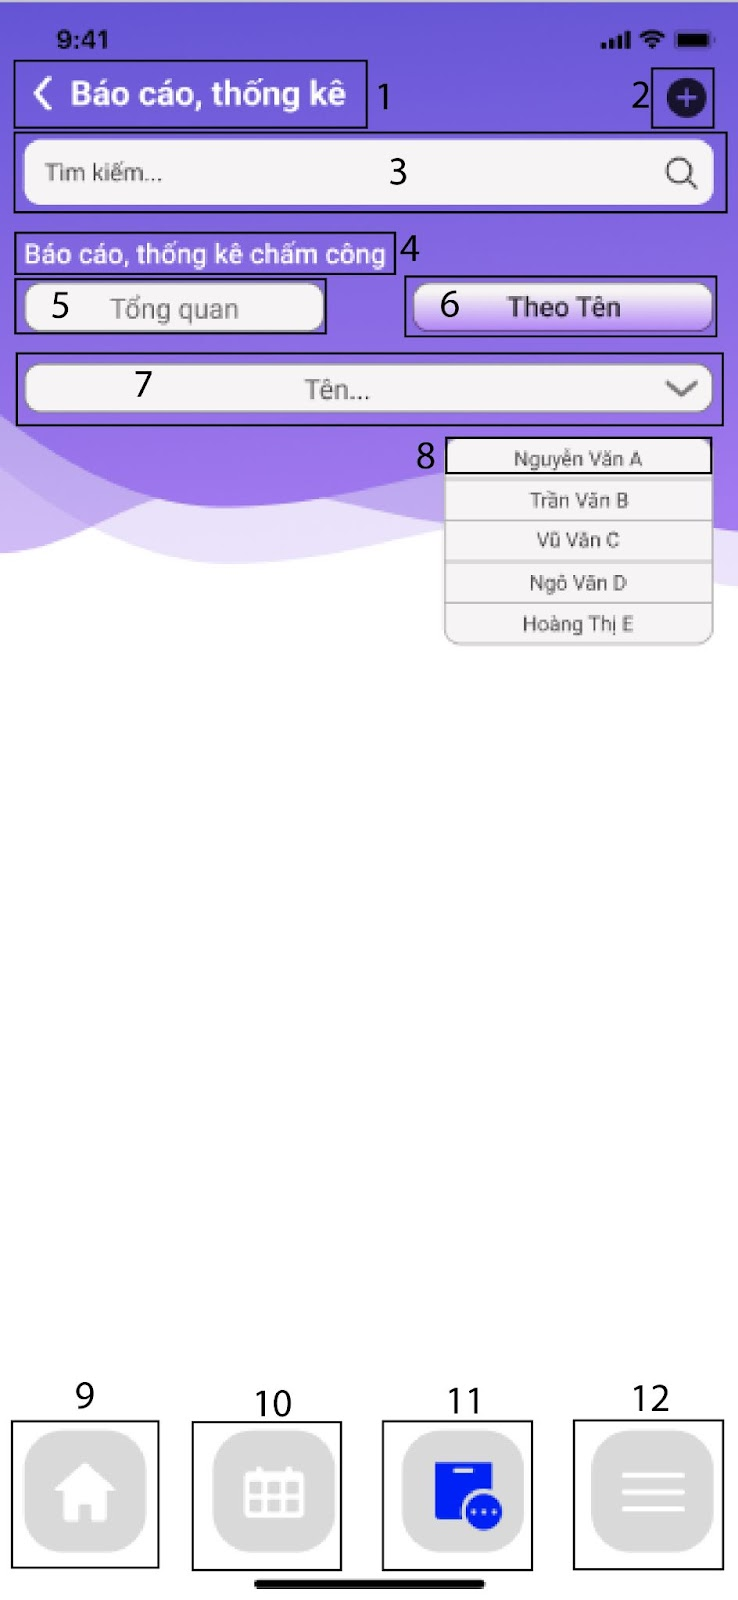 9:41
Báo cáo, thống kê 1 2
Tìm kiếm... 3
Báo cáo, thống kê chấm công 4
5 Tổng quan 6 Theo Tên
7 Tên...
8 Nguyễn Văn A
Trần Văn B
Vũ Văn C
Ngô Văn D
Hoàng Thị E
9 10 11 12